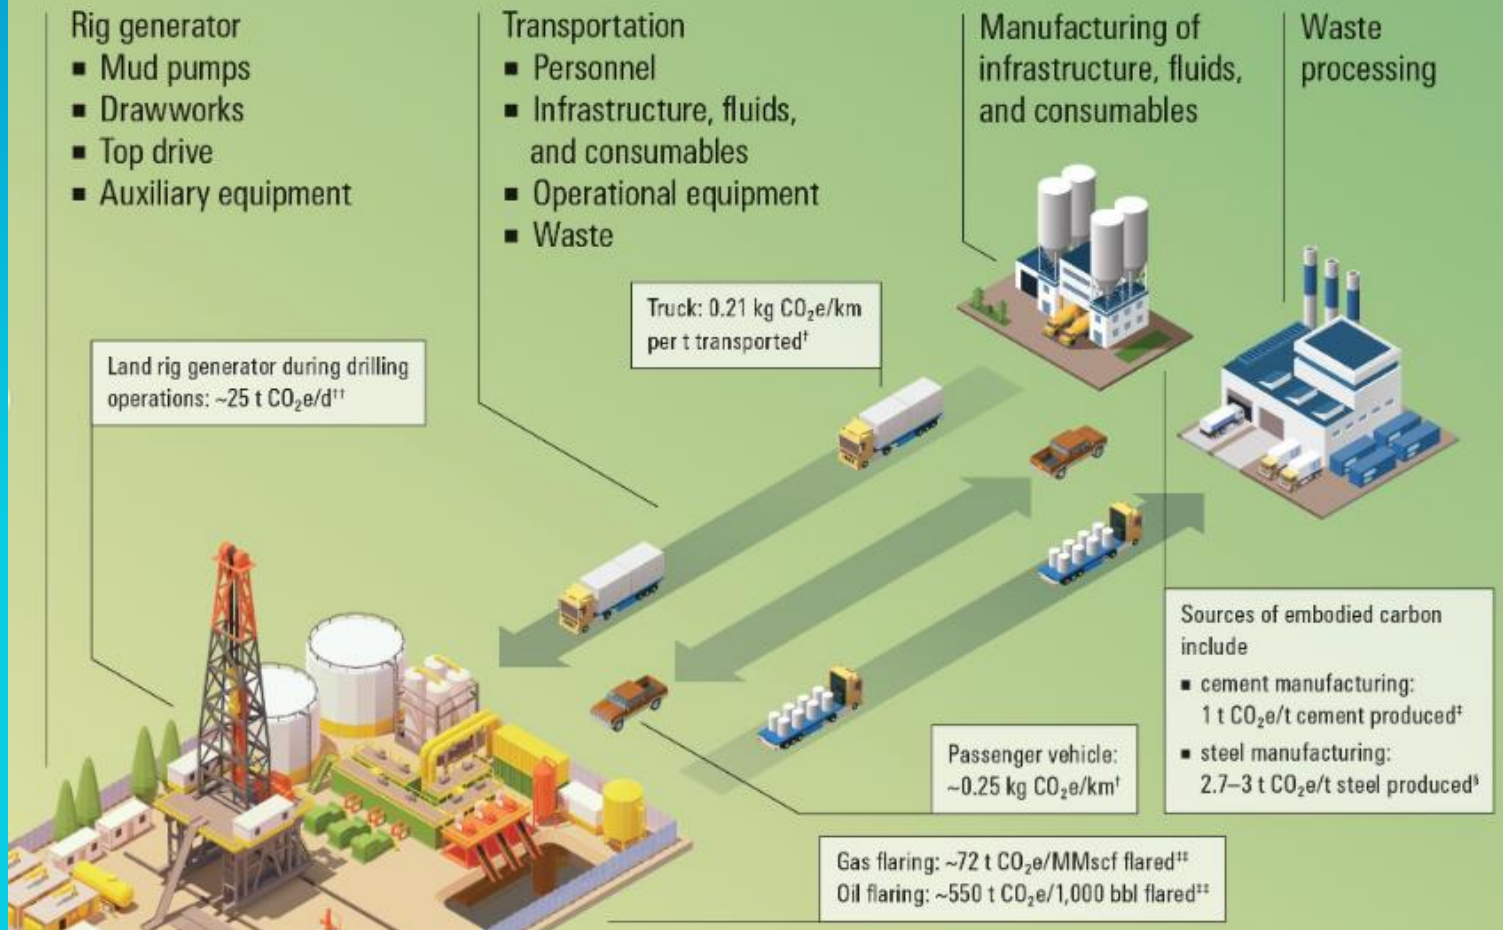 Rig generator
▪ Mud pumps
▪ Drawworks
▪ Top drive
▪ Auxiliary equipment
Transportation
▪ Personnel
▪ Infrastructure, fluids,
and consumables
▪ Operational equipment
▪ Waste
Manufacturing of
infrastructure, fluids,
and consumables
Waste
processing
Truck: 0.21 kg CO₂e/km
per t transported†
Land rig generator during drilling
operations: ~25 t CO₂e/d††
Sources of embodied carbon
include
▪ cement manufacturing:
1 t CO₂e/t cement produced‡
▪ steel manufacturing:
2.7–3 t CO₂e/t steel produced§
Passenger vehicle:
~0.25 kg CO₂e/km†
Gas flaring: ~72 t CO₂e/MMscf flared‡‡
Oil flaring: ~550 t CO₂e/1,000 bbl flared‡‡